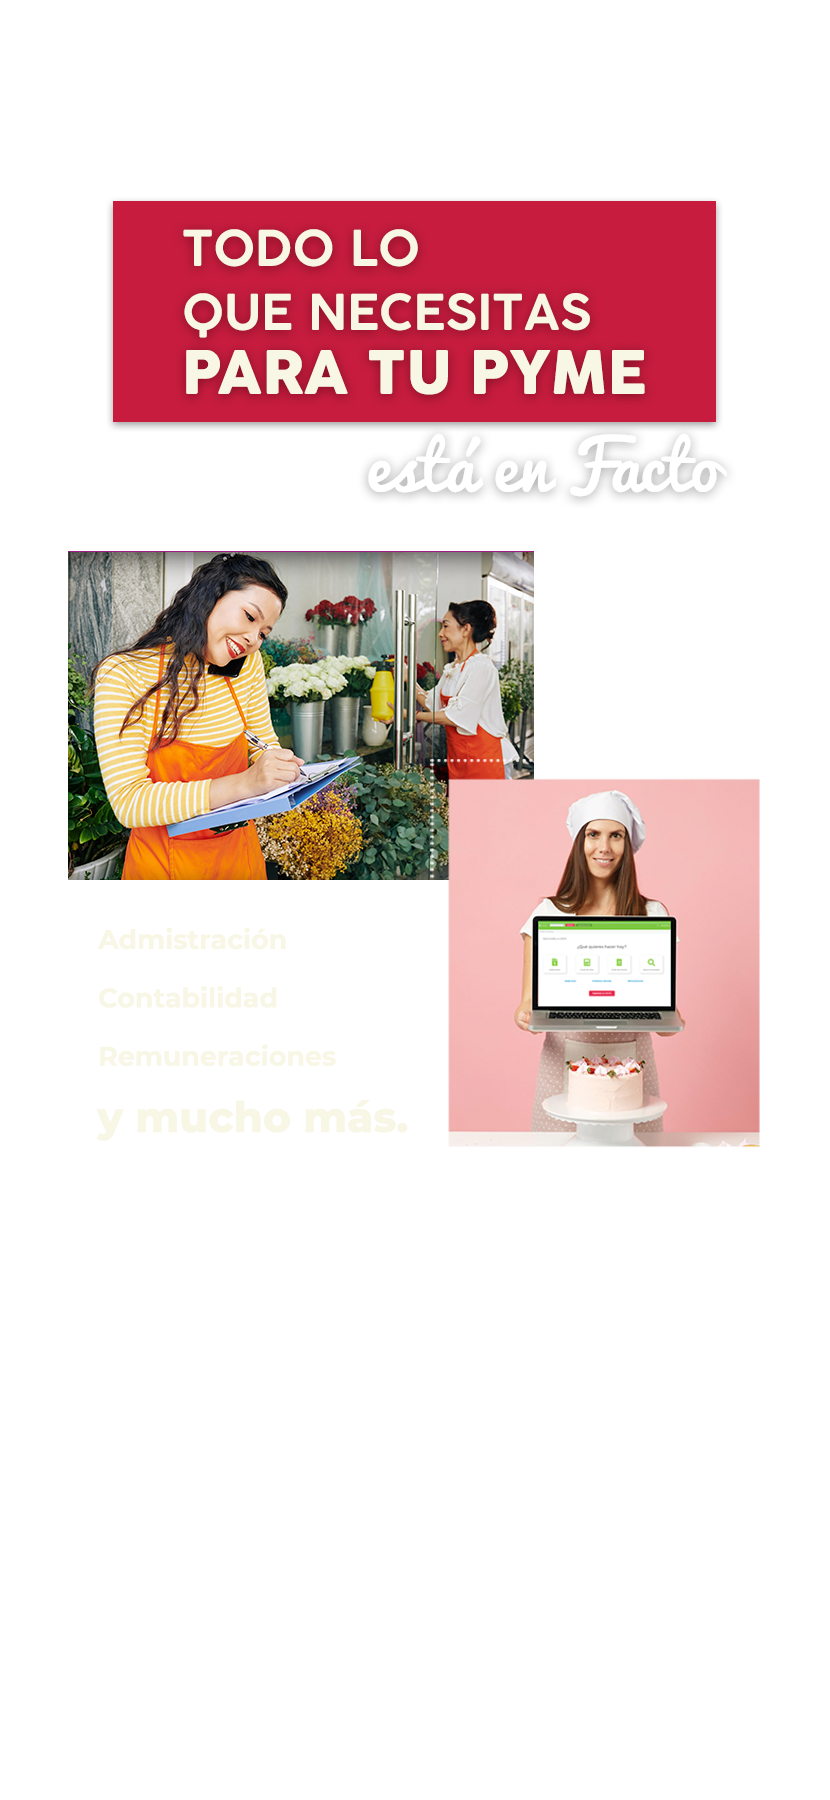 TODO LO
QUE NECESITAS
PARA TU PYME
está en Facto
¿Qué quieres hacer hoy?
Admistración
Contabilidad
Remuneraciones
y mucho más.